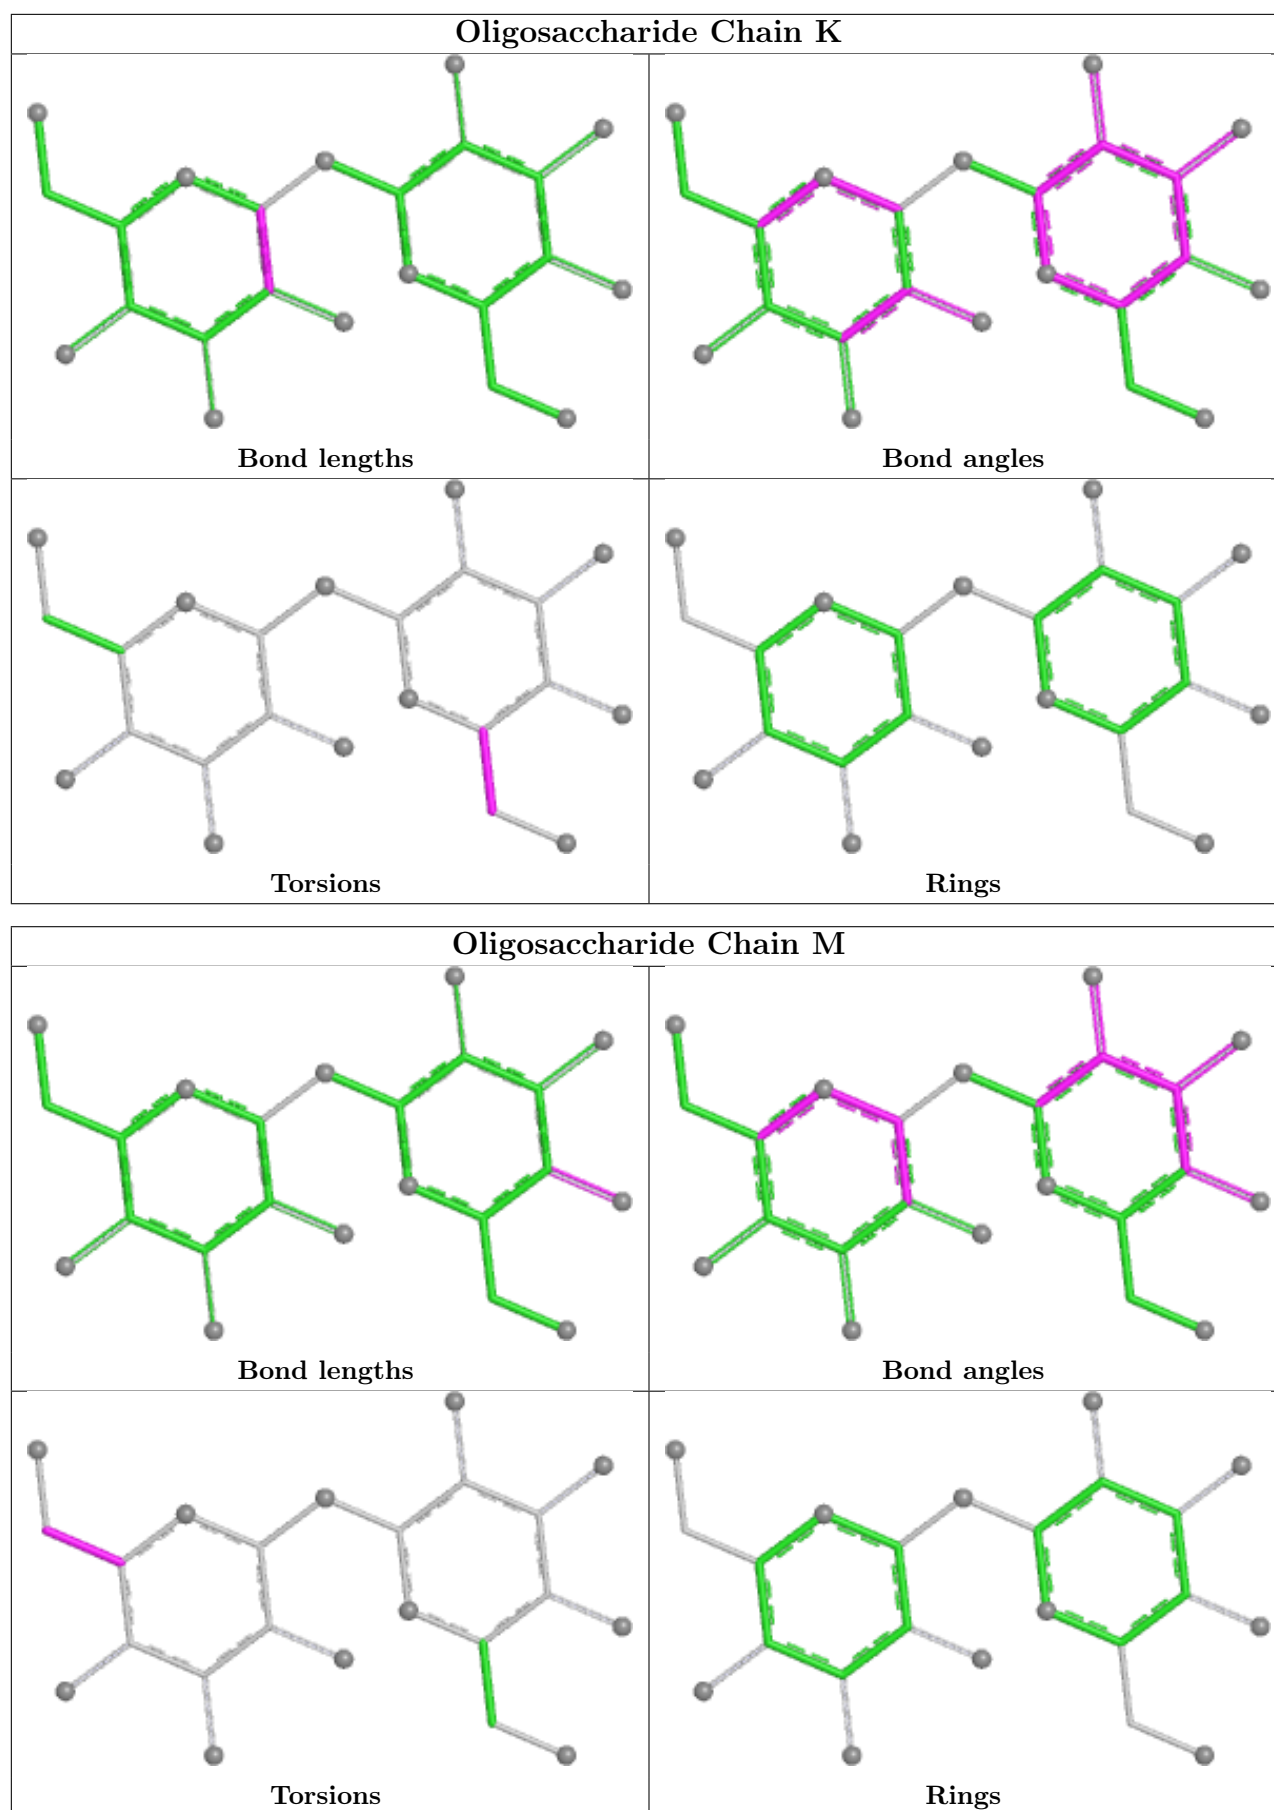 Oligosaccharide Chain K
Bond lengths
Bond angles
Torsions
Rings
Oligosaccharide Chain M
Bond lengths
Bond angles
Torsions
Rings